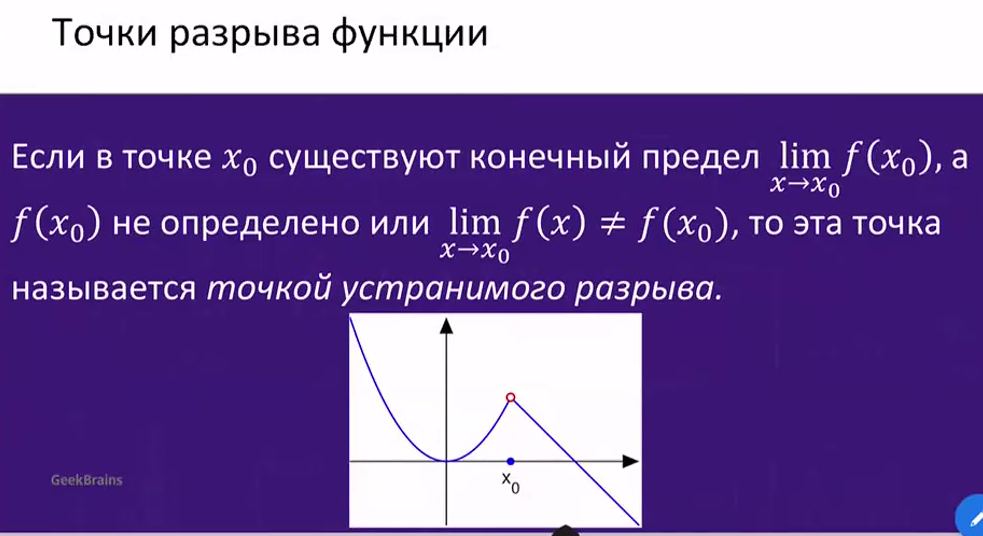 Точки разрыва функции
Если в точке x₀ существуют конечный предел lim f(x₀), а
x→x₀
f(x₀) не определено или lim f(x) ≠ f(x₀), то эта точка
x→x₀
называется точкой устранимого разрыва.
x₀
GeekBrains